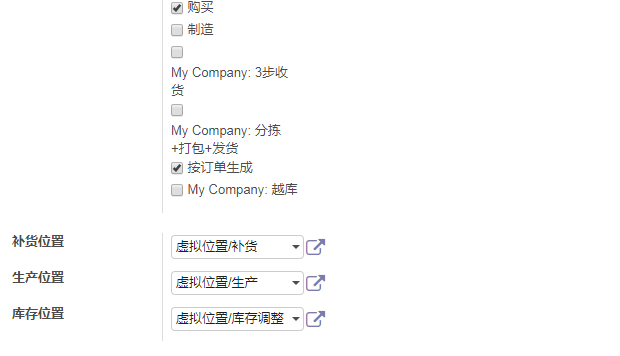 购买
制造
My Company: 3步收
货
My Company: 分拣
+打包+发货
按订单生成
My Company: 越库
补货位置 虚拟位置/补货
生产位置 虚拟位置/生产
库存位置 虚拟位置/库存调整